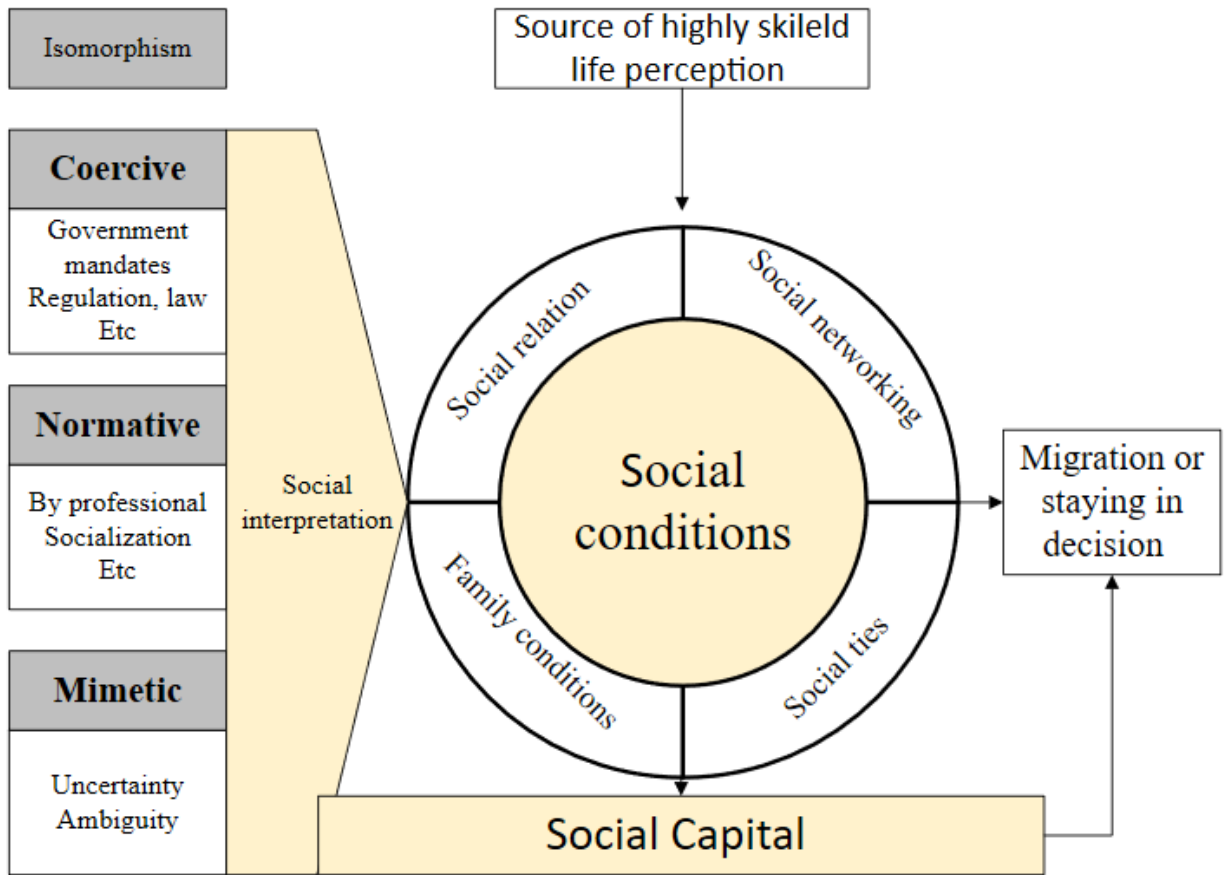 Isomorphism
Source of highly skileld
life perception
Coercive
Government
mandates
Regulation, law
Etc
Normative
By professional
Socialization
Etc
Mimetic
Uncertainty
Ambiguity
Social
interpretation
Social relation
Social networking
Family conditions
Social ties
Social
conditions
Migration or
staying in
decision
Social Capital